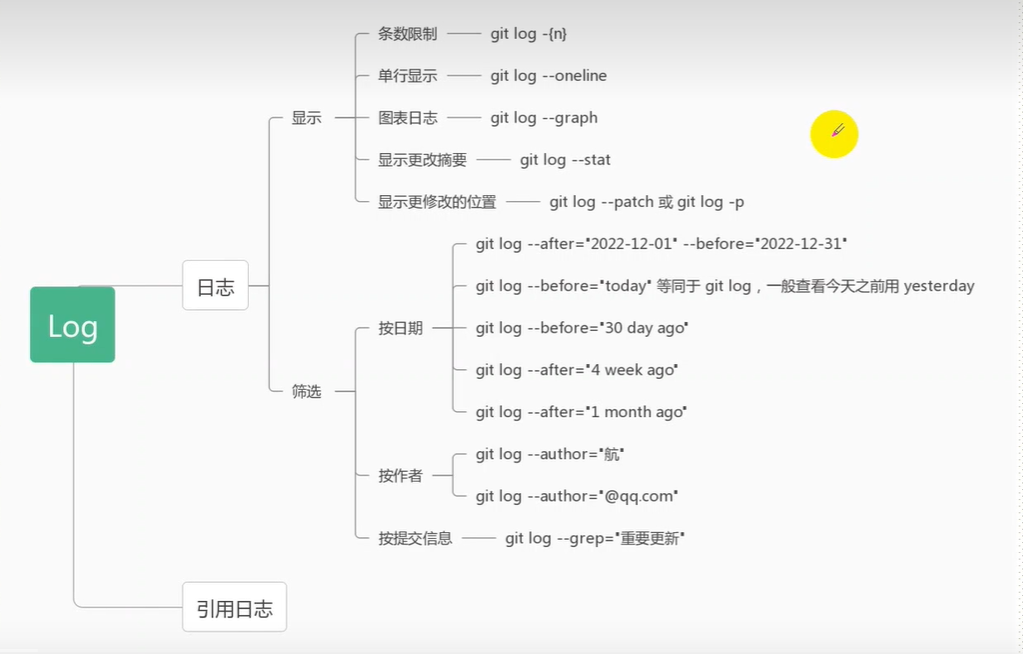 条数限制 git log -{n}
单行显示 git log --oneline
显示 图表日志 git log --graph
显示更改摘要 git log --stat
显示更修改的位置 git log --patch 或 git log -p
git log --after="2022-12-01" --before="2022-12-31"
日志 git log --before="today" 等同于 git log，一般查看今天之前用 yesterday
Log 按日期 git log --before="30 day ago"
git log --after="4 week ago"
筛选
git log --after="1 month ago"
git log --author="航"
按作者
git log --author="@qq.com"
按提交信息 git log --grep="重要更新"
引用日志